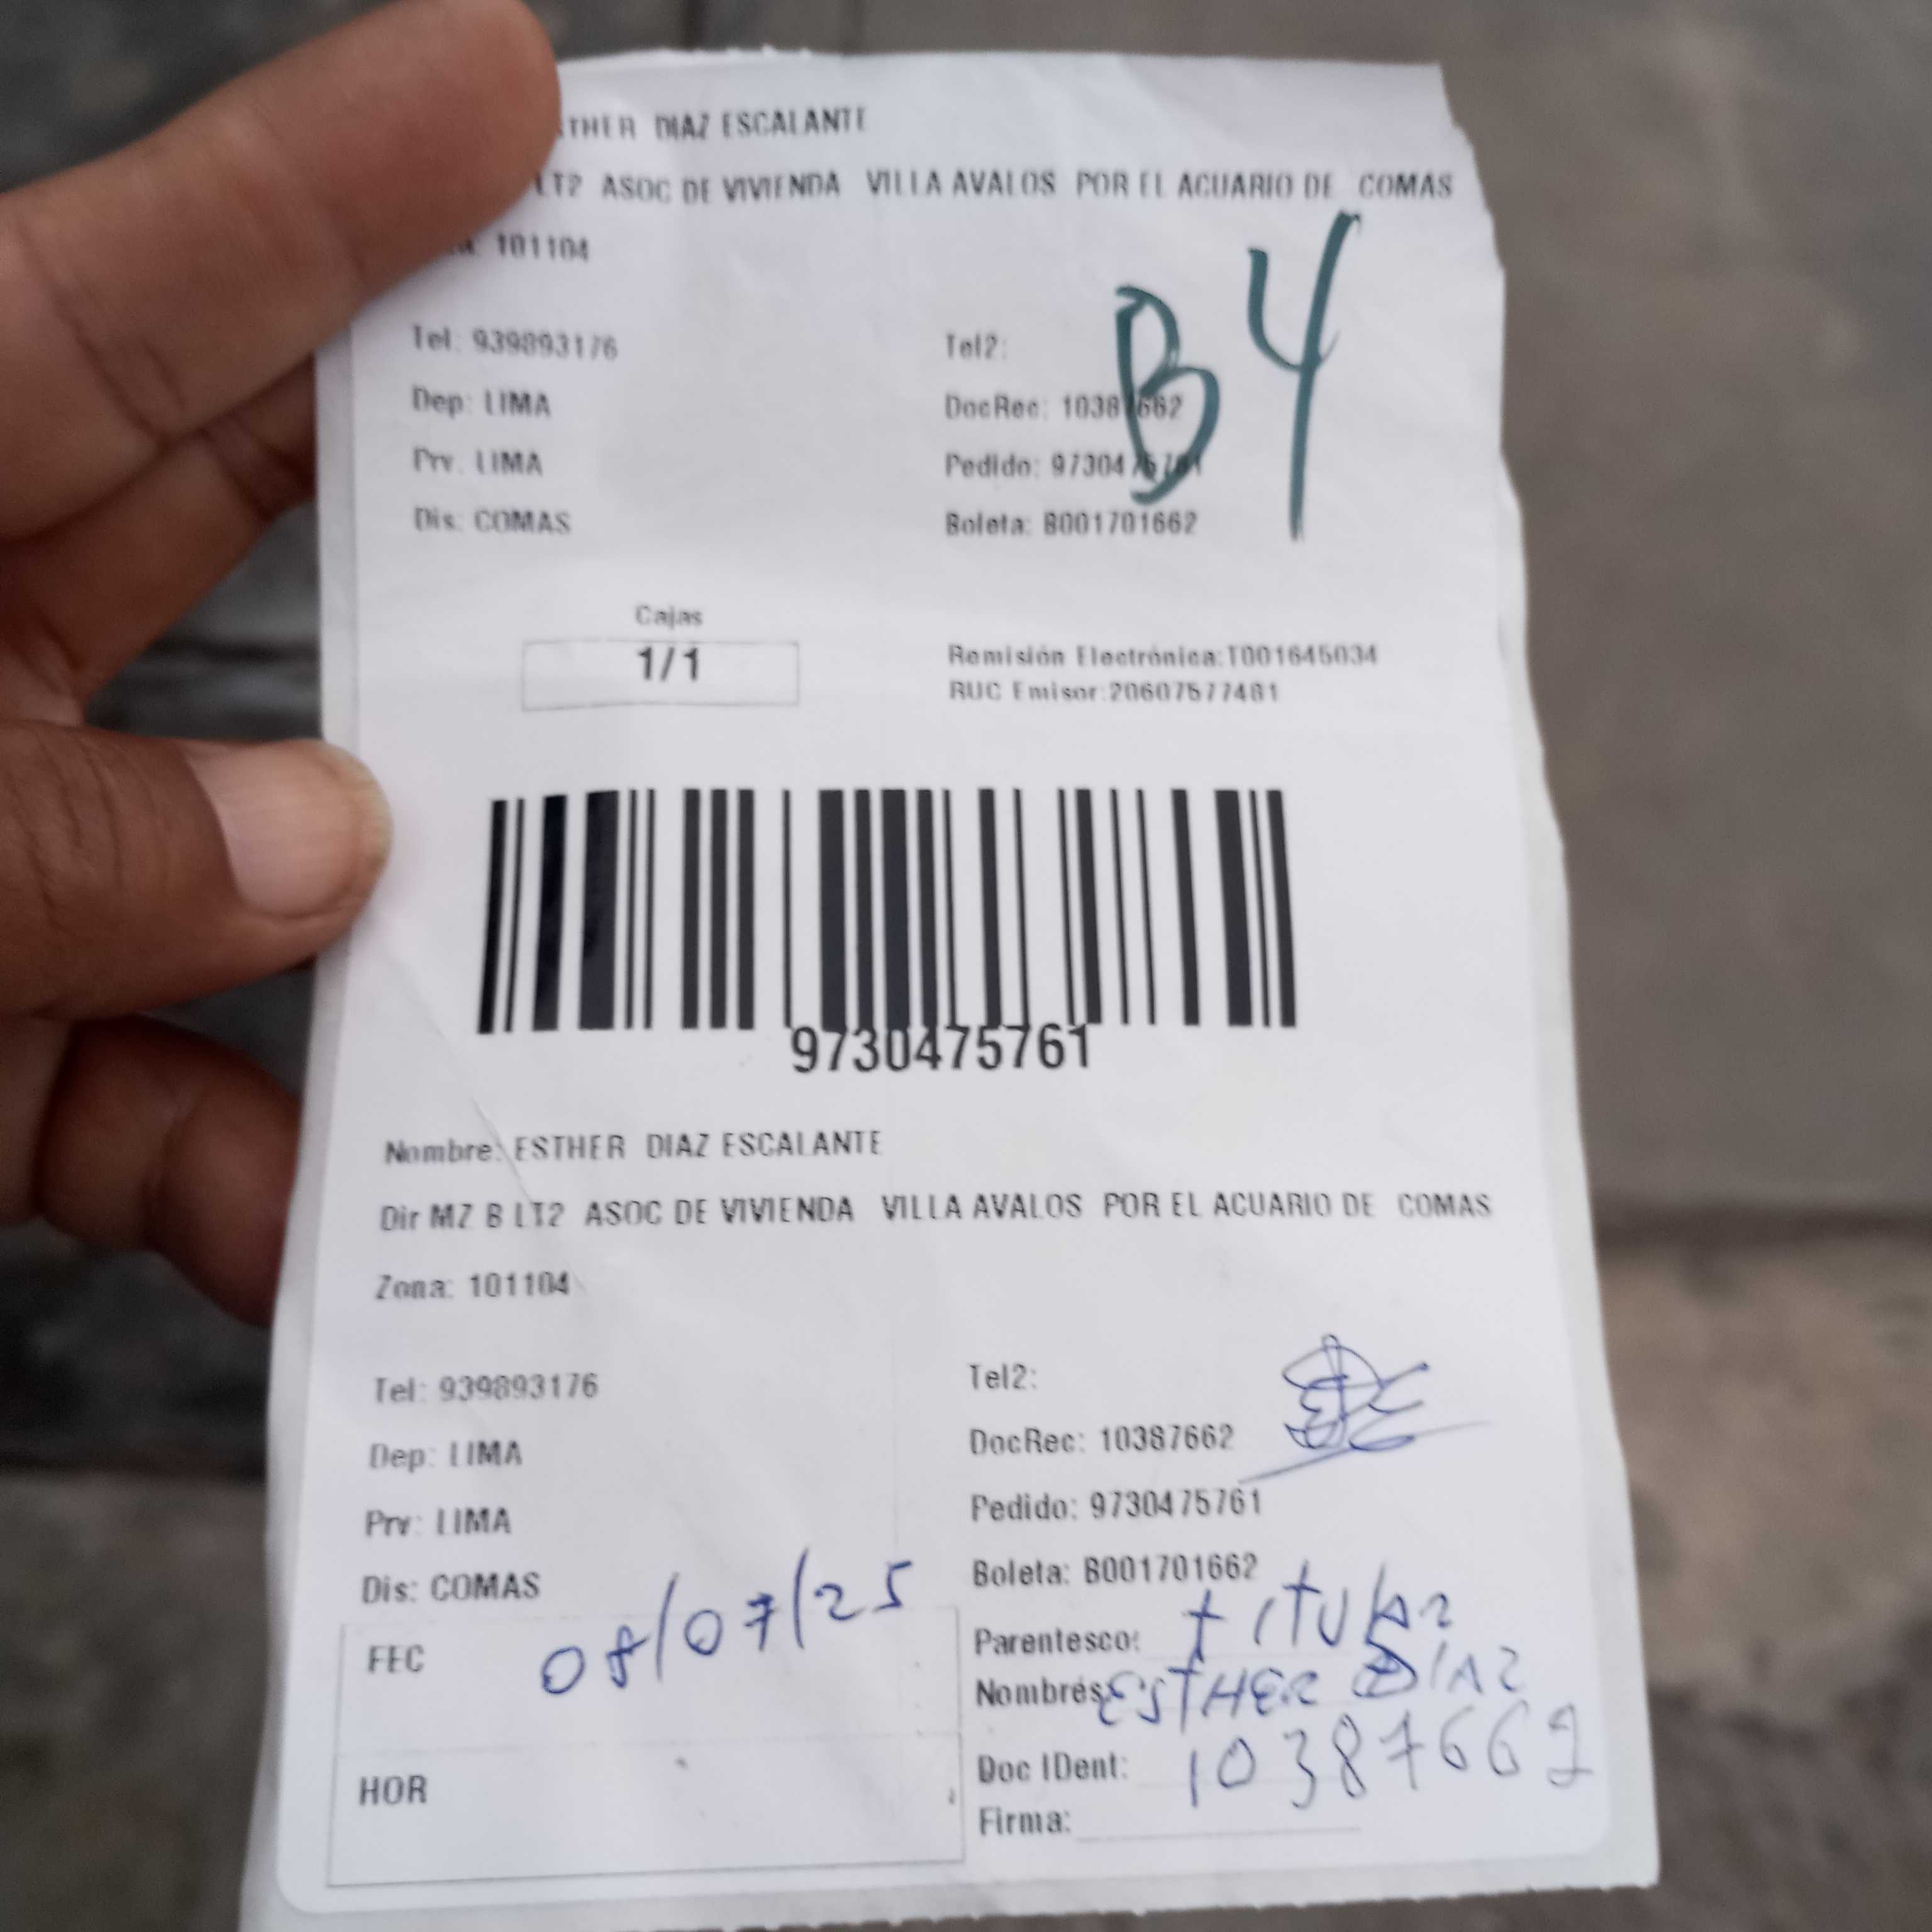 DIAZ ESCALANTE
LT2 ASOC DE VIVIENDA VILLA AVALOS POR EL ACUARIO DE COMAS
101104
B4
Tel: 939893176 Tel2:
Dep: LIMA DocRec: 10387662
Prv. LIMA Pedido: 9730475761
Dis: COMAS Boleta: B001701662
Cajas
1/1
Remisión Electrónica:T001645034
RUC Emisor:20607577481
9730475761
Nombre: ESTHER DIAZ ESCALANTE
Dir MZ B LT2 ASOC DE VIVIENDA VILLA AVALOS POR EL ACUARIO DE COMAS
Zona: 101104
Tel: 939893176 Tel2:
Dep: LIMA DocRec: 10387662
Prv: LIMA Pedido: 9730475761
Dis: COMAS Boleta: B001701662
FEC 08/07/25
Parentesco: titular
Nombres ESTHER DIAZ
HOR
Doc IDent: 10387662
Firma: